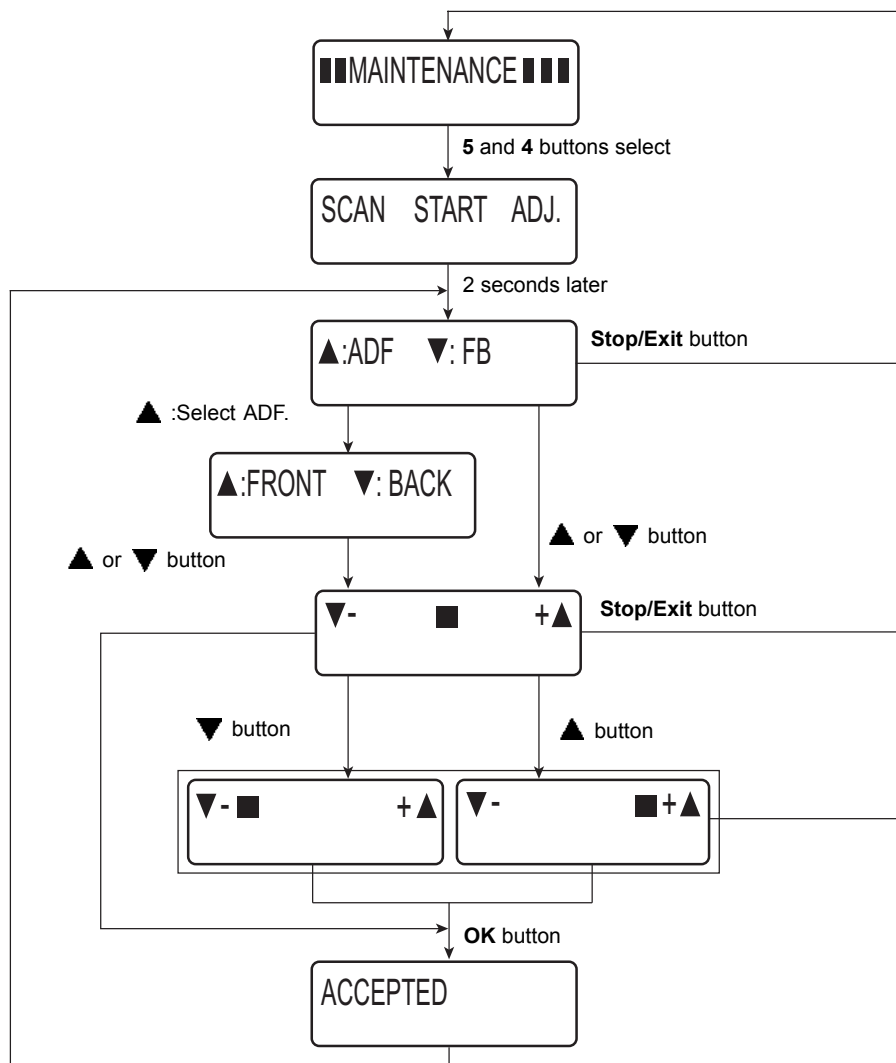 ▮▮MAINTENANCE▮▮▮
5 and 4 buttons select
SCAN START ADJ.
2 seconds later
▲:ADF ▼: FB
Stop/Exit button
▲ :Select ADF.
▲:FRONT ▼: BACK
▲ or ▼ button
▲ or ▼ button
▼- ■ +▲
Stop/Exit button
▼ button
▲ button
▼-■ +▲
▼- ■+▲
OK button
ACCEPTED